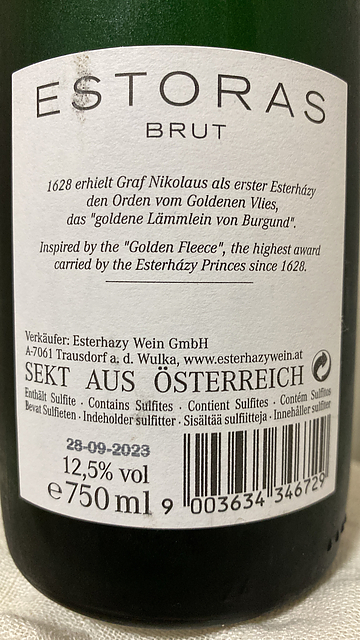 ESTORAS
BRUT
1628 erhielt Graf Nikolaus als erster Esterházy
den Orden vom Goldenen Vlies,
das "goldene Lämmlein von Burgund".
Inspired by the "Golden Fleece", the highest award
carried by the Esterházy Princes since 1628.
Verkäufer: Esterhazy Wein GmbH
A-7061 Trausdorf a. d. Wulka, www.esterhazywein.at
SEKT AUS ÖSTERREICH
Enthält Sulfite · Contains Sulfites · Contient Sulfites · Contém Sulfitos
Bevat Sulfieten · Indeholder sulfitter · Sisältää sulfiitteja · Innehåller sulfiter
28-09-2023
12,5% vol
e 750 ml
9 003634 346729